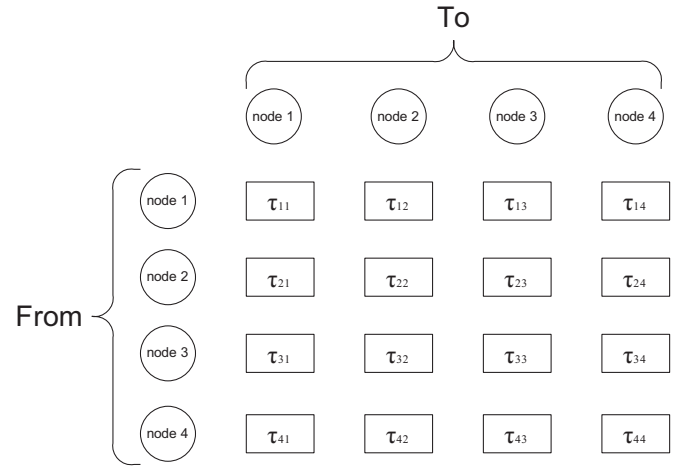 To
node 1 node 2 node 3 node 4
node 1 τ11 τ12 τ13 τ14
node 2 τ21 τ22 τ23 τ24
From
node 3 τ31 τ32 τ33 τ34
node 4 τ41 τ42 τ43 τ44